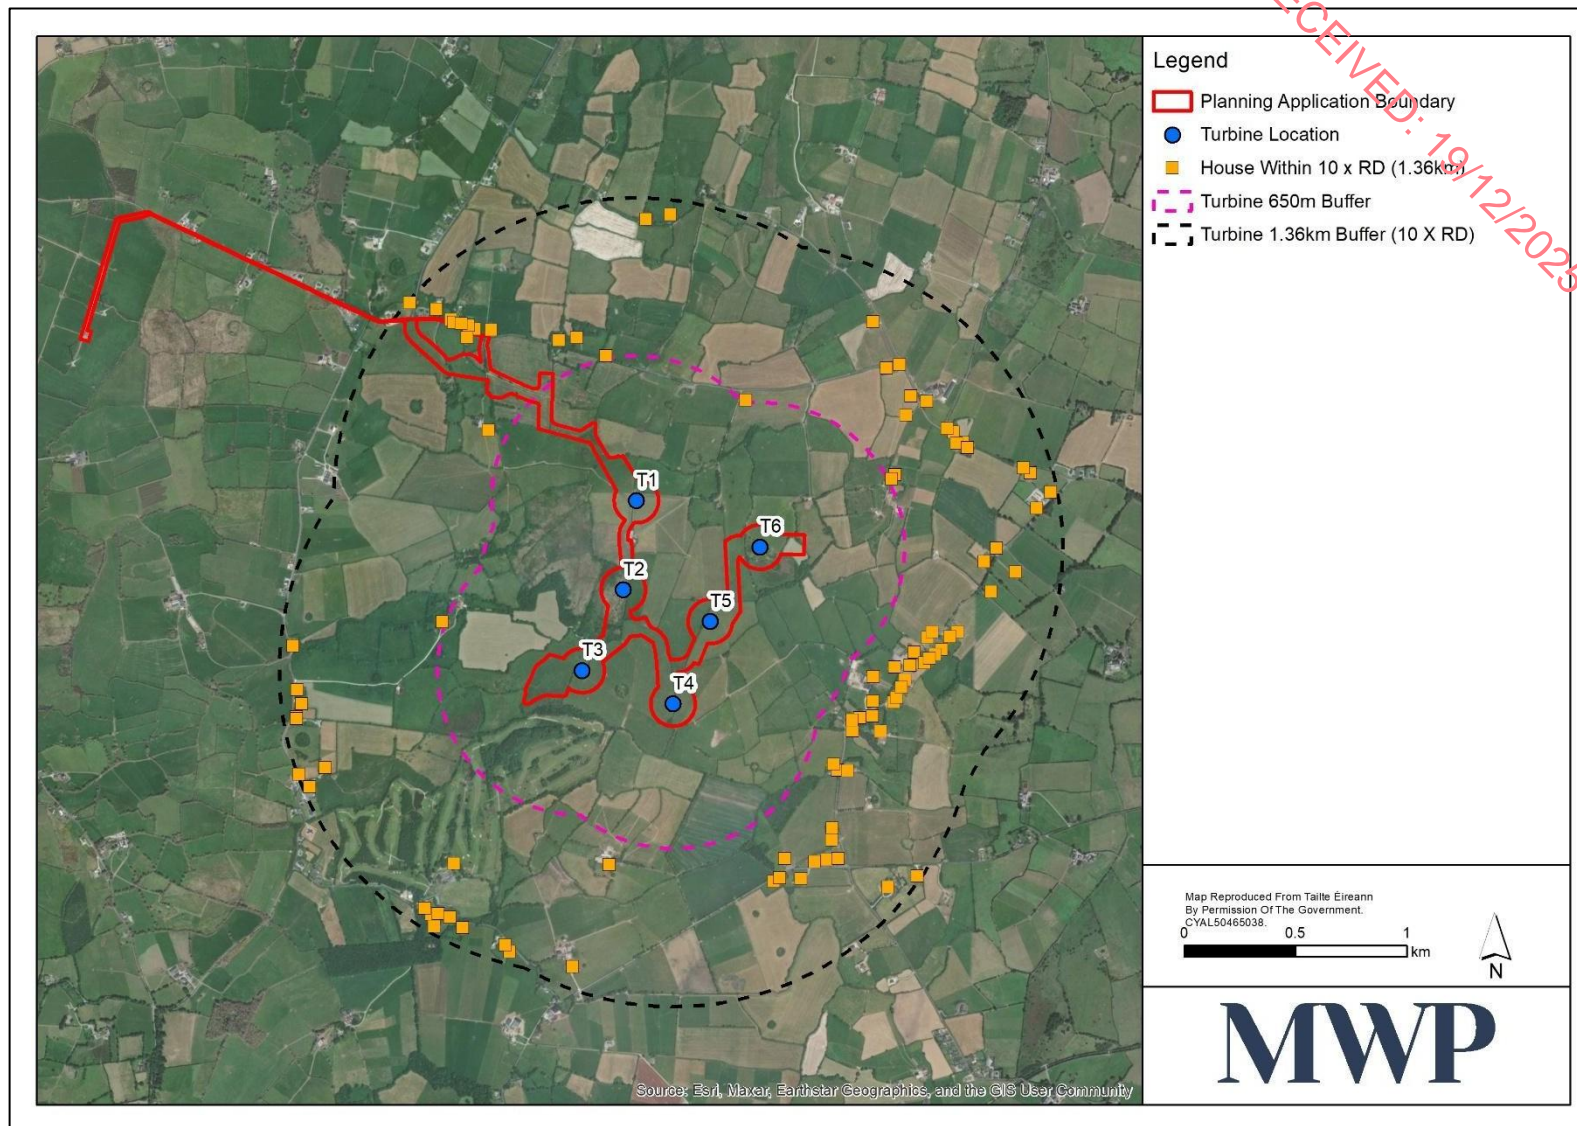 RECEIVED: 19/12/2025
Legend
Planning Application Boundary
Turbine Location
House Within 10 x RD (1.36km)
Turbine 650m Buffer
Turbine 1.36km Buffer (10 X RD)
T1
T6
T2
T5
T3
T4
Map Reproduced From Tailte Éireann
By Permission Of The Government.
CYAL50465038.
0 0.5 1
km
N
MWP
Source: Esri, Maxar, Earthstar Geographics, and the GIS User Community